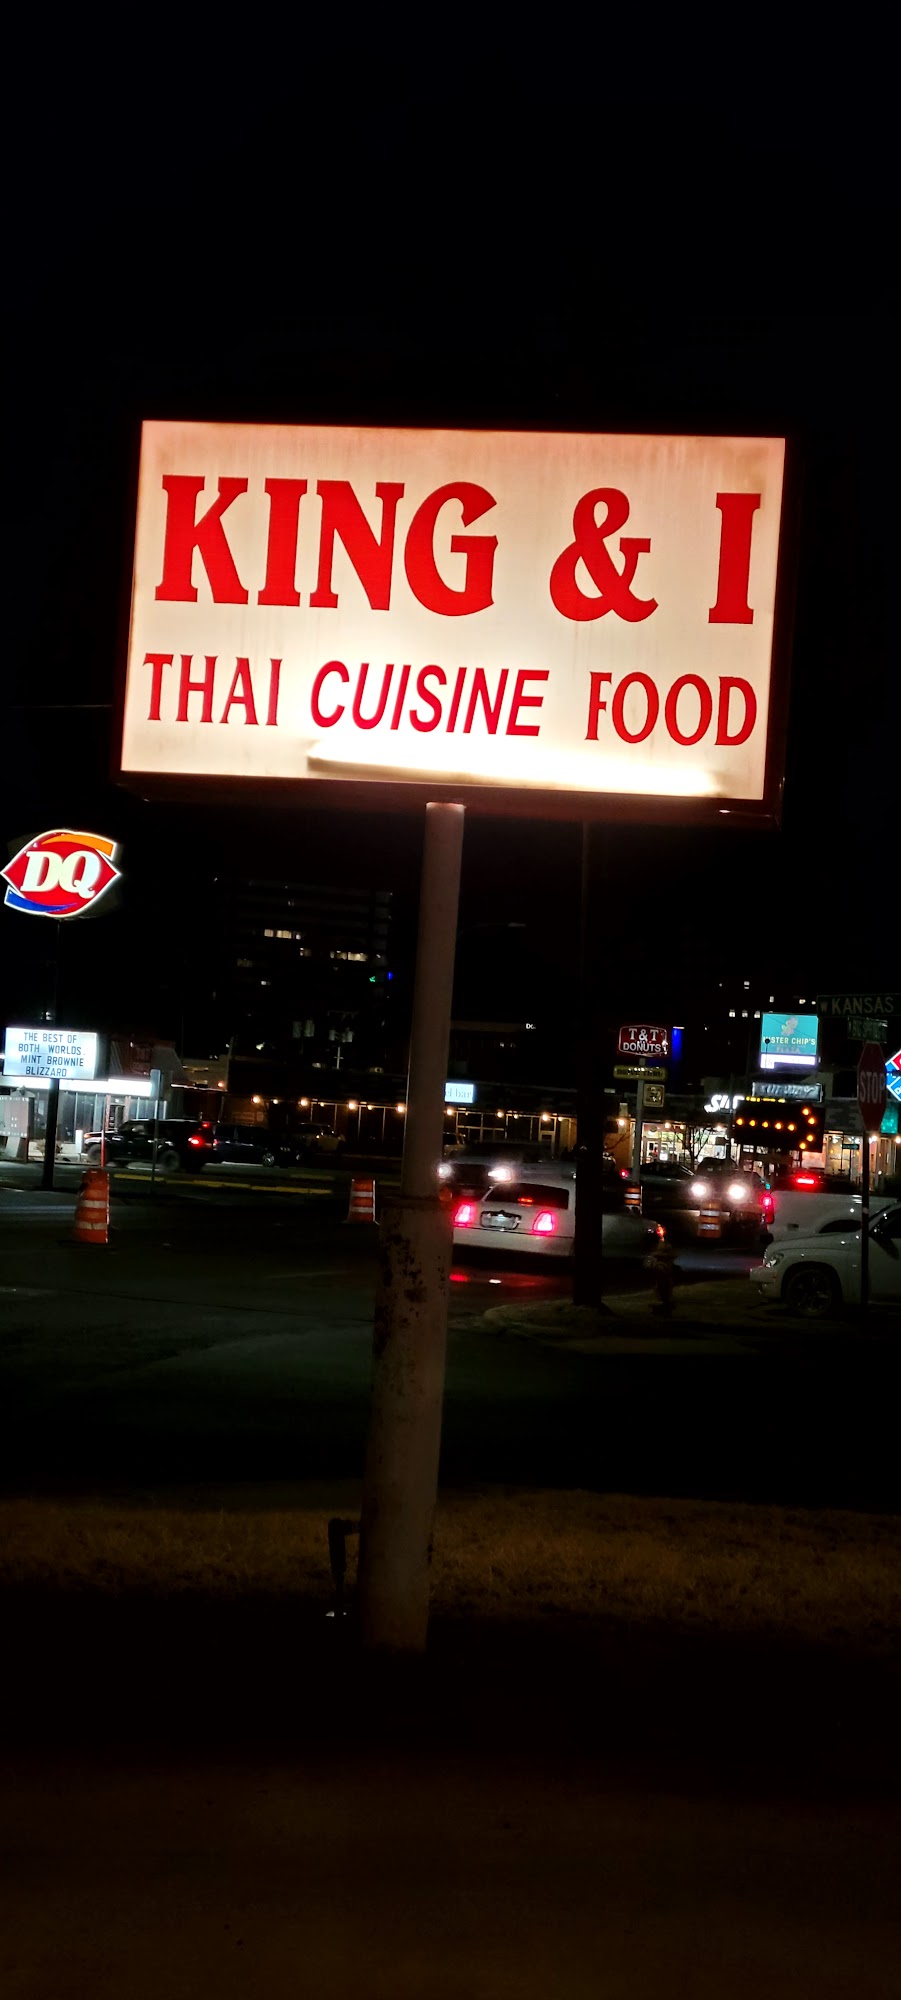 KING & I
THAI CUISINE FOOD
DQ
THE BEST OF
BOTH WORLDS
MINT BROWNIE
BLIZZARD
T&T
DONUTS
KANSAS
STOP